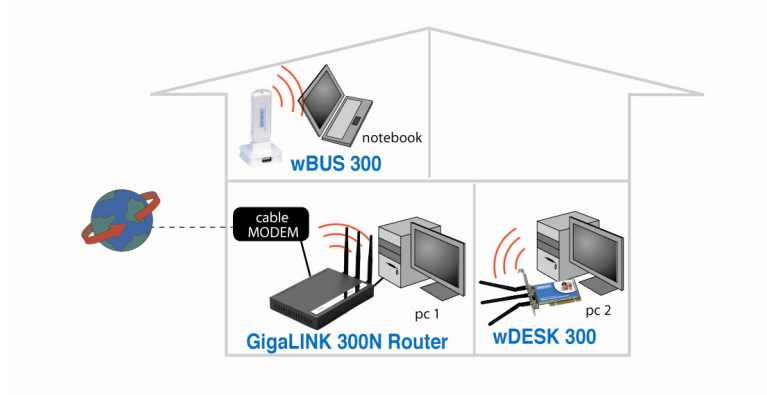 notebook
wBUS 300
cable
MODEM
pc 1
GigaLINK 300N Router
pc 2
wDESK 300